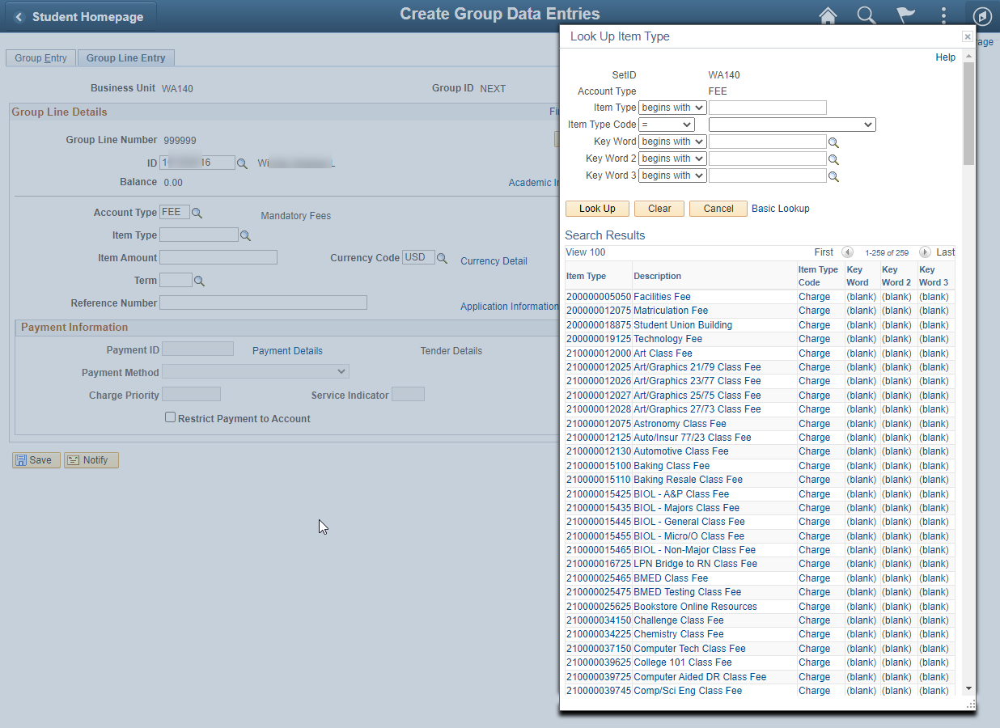 Student Homepage
Create Group Data Entries
age
Group Entry
Group Line Entry
Business Unit WA140
Group ID NEXT
Group Line Details
Group Line Number 999999
ID 1 16 Wi
Balance 0.00
Academic In
Account Type FEE Mandatory Fees
Item Type
Item Amount
Currency Code USD
Currency Detail
Term
Reference Number
Application Information
Payment Information
Payment ID
Payment Details
Tender Details
Payment Method
Charge Priority
Service Indicator
Restrict Payment to Account
Save
Notify
Look Up Item Type
Help
SetID WA140
Account Type FEE
Item Type begins with
Item Type Code =
Key Word begins with
Key Word 2 begins with
Key Word 3 begins with
Look Up Clear Cancel Basic Lookup
Search Results
View 100 First 1-259 of 259 Last
Item Type Description Item Type Code Key Word Key Word 2 Key Word 3
200000005050 Facilities Fee Charge (blank) (blank) (blank)
200000012075 Matriculation Fee Charge (blank) (blank) (blank)
200000018875 Student Union Building Charge (blank) (blank) (blank)
200000019125 Technology Fee Charge (blank) (blank) (blank)
210000012000 Art Class Fee Charge (blank) (blank) (blank)
210000012025 Art/Graphics 21/79 Class Fee Charge (blank) (blank) (blank)
210000012026 Art/Graphics 23/77 Class Fee Charge (blank) (blank) (blank)
210000012027 Art/Graphics 25/75 Class Fee Charge (blank) (blank) (blank)
210000012028 Art/Graphics 27/73 Class Fee Charge (blank) (blank) (blank)
210000012075 Astronomy Class Fee Charge (blank) (blank) (blank)
210000012125 Auto/Insur 77/23 Class Fee Charge (blank) (blank) (blank)
210000012130 Automotive Class Fee Charge (blank) (blank) (blank)
210000015100 Baking Class Fee Charge (blank) (blank) (blank)
210000015110 Baking Resale Class Fee Charge (blank) (blank) (blank)
210000015425 BIOL - A&P Class Fee Charge (blank) (blank) (blank)
210000015435 BIOL - Majors Class Fee Charge (blank) (blank) (blank)
210000015445 BIOL - General Class Fee Charge (blank) (blank) (blank)
210000015455 BIOL - Micro/O Class Fee Charge (blank) (blank) (blank)
210000015465 BIOL - Non-Major Class Fee Charge (blank) (blank) (blank)
210000016725 LPN Bridge to RN Class Fee Charge (blank) (blank) (blank)
210000025465 BMED Class Fee Charge (blank) (blank) (blank)
210000025475 BMED Testing Class Fee Charge (blank) (blank) (blank)
210000025625 Bookstore Online Resources Charge (blank) (blank) (blank)
210000034150 Challenge Class Fee Charge (blank) (blank) (blank)
210000034225 Chemistry Class Fee Charge (blank) (blank) (blank)
210000037150 Computer Tech Class Fee Charge (blank) (blank) (blank)
210000039625 College 101 Class Fee Charge (blank) (blank) (blank)
210000039725 Computer Aided DR Class Fee Charge (blank) (blank) (blank)
210000039745 Comp/Sci Eng Class Fee Charge (blank) (blank) (blank)